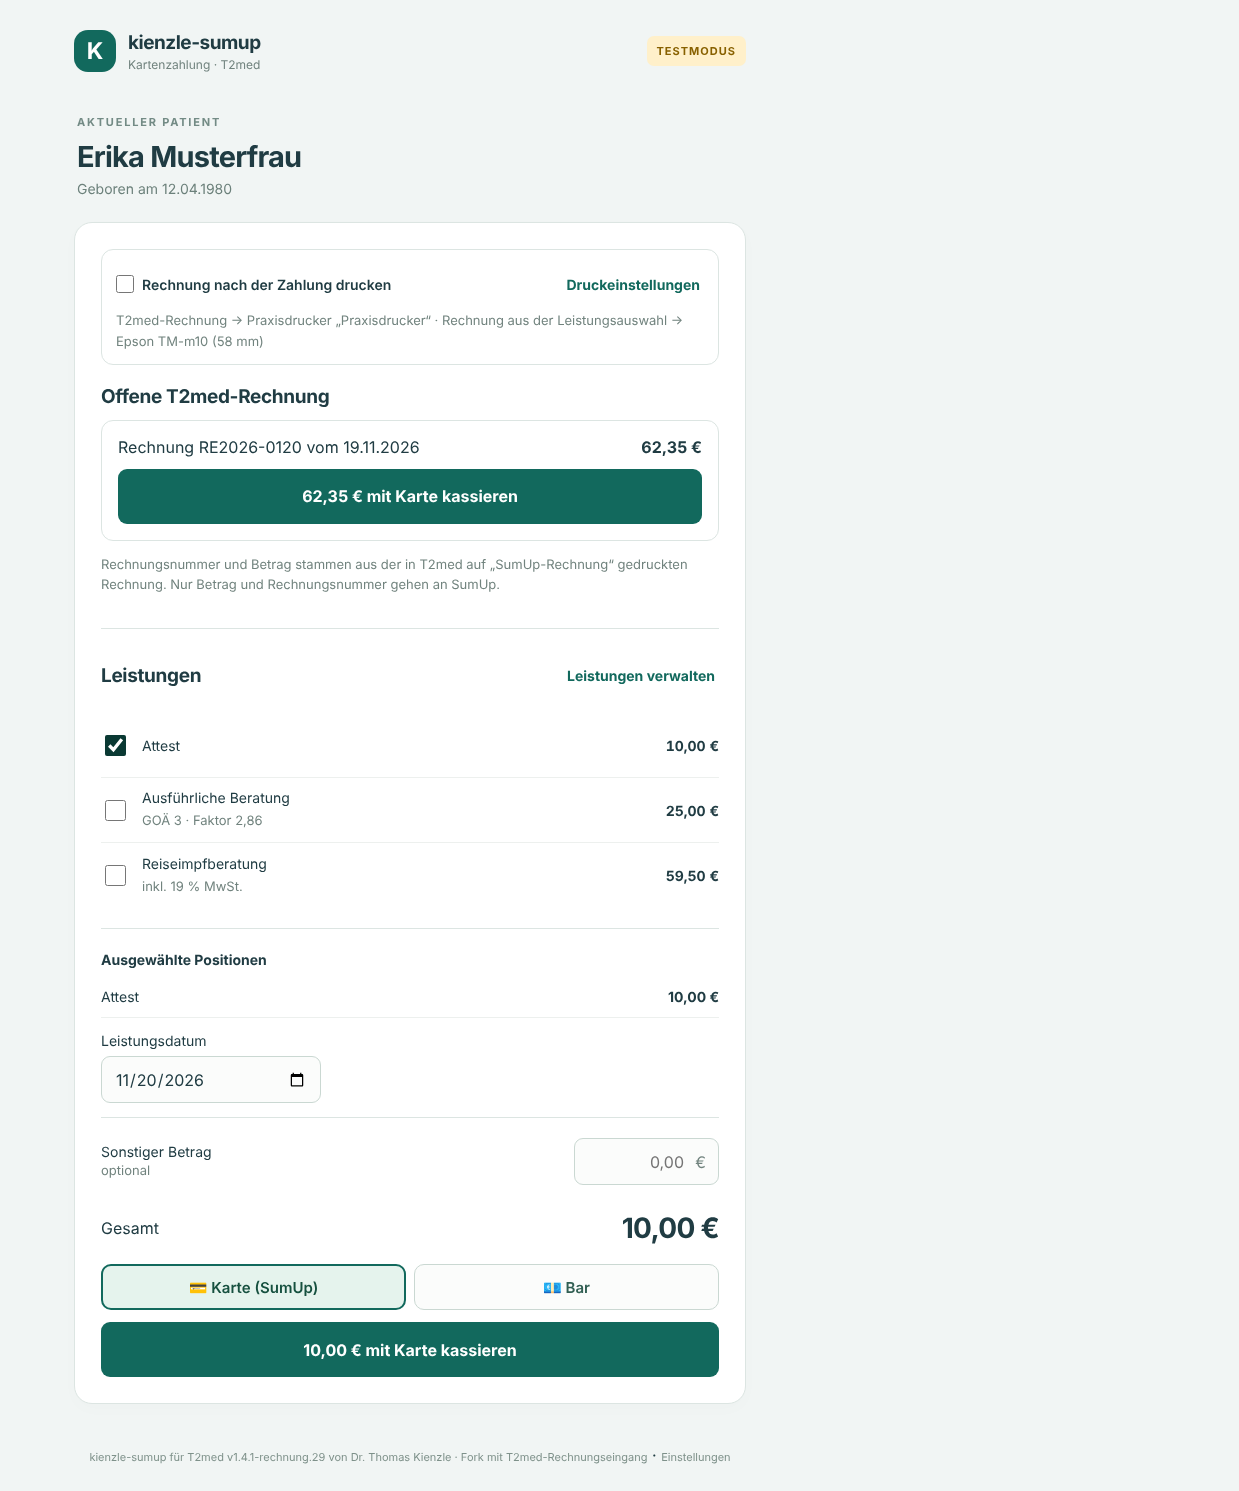 K
kienzle-sumup
Kartenzahlung · T2med
TESTMODUS
AKTUELLER PATIENT
Erika Musterfrau
Geboren am 12.04.1980
Rechnung nach der Zahlung drucken
Druckeinstellungen
T2med-Rechnung → Praxisdrucker „Praxisdrucker“ · Rechnung aus der Leistungsauswahl →
Epson TM-m10 (58 mm)
Offene T2med-Rechnung
Rechnung RE2026-0120 vom 19.11.2026
62,35 €
62,35 € mit Karte kassieren
Rechnungsnummer und Betrag stammen aus der in T2med auf „SumUp-Rechnung“ gedruckten
Rechnung. Nur Betrag und Rechnungsnummer gehen an SumUp.
Leistungen
Leistungen verwalten
Attest
10,00 €
Ausführliche Beratung
GOÄ 3 · Faktor 2,86
25,00 €
Reiseimpfberatung
inkl. 19 % MwSt.
59,50 €
Ausgewählte Positionen
Attest
10,00 €
Leistungsdatum
11/20/2026
Sonstiger Betrag
optional
0,00 €
Gesamt
10,00 €
💳 Karte (SumUp)
💶 Bar
10,00 € mit Karte kassieren
kienzle-sumup für T2med v1.4.1-rechnung.29 von Dr. Thomas Kienzle · Fork mit T2med-Rechnungseingang · Einstellungen